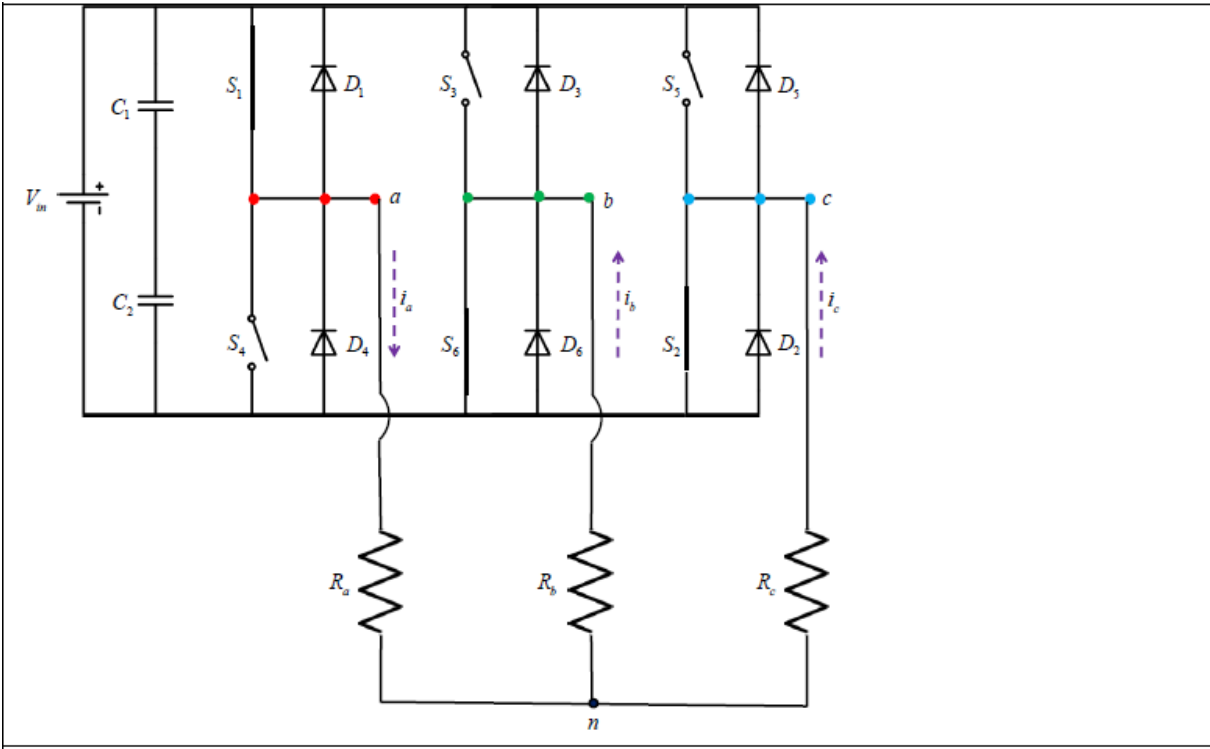 S1 D1 S3 D3 S5 D5
C1
Vin + -
a b c
C2 ia ib ic
S4 D4 S6 D6 S2 D2
Ra Rb Rc
n